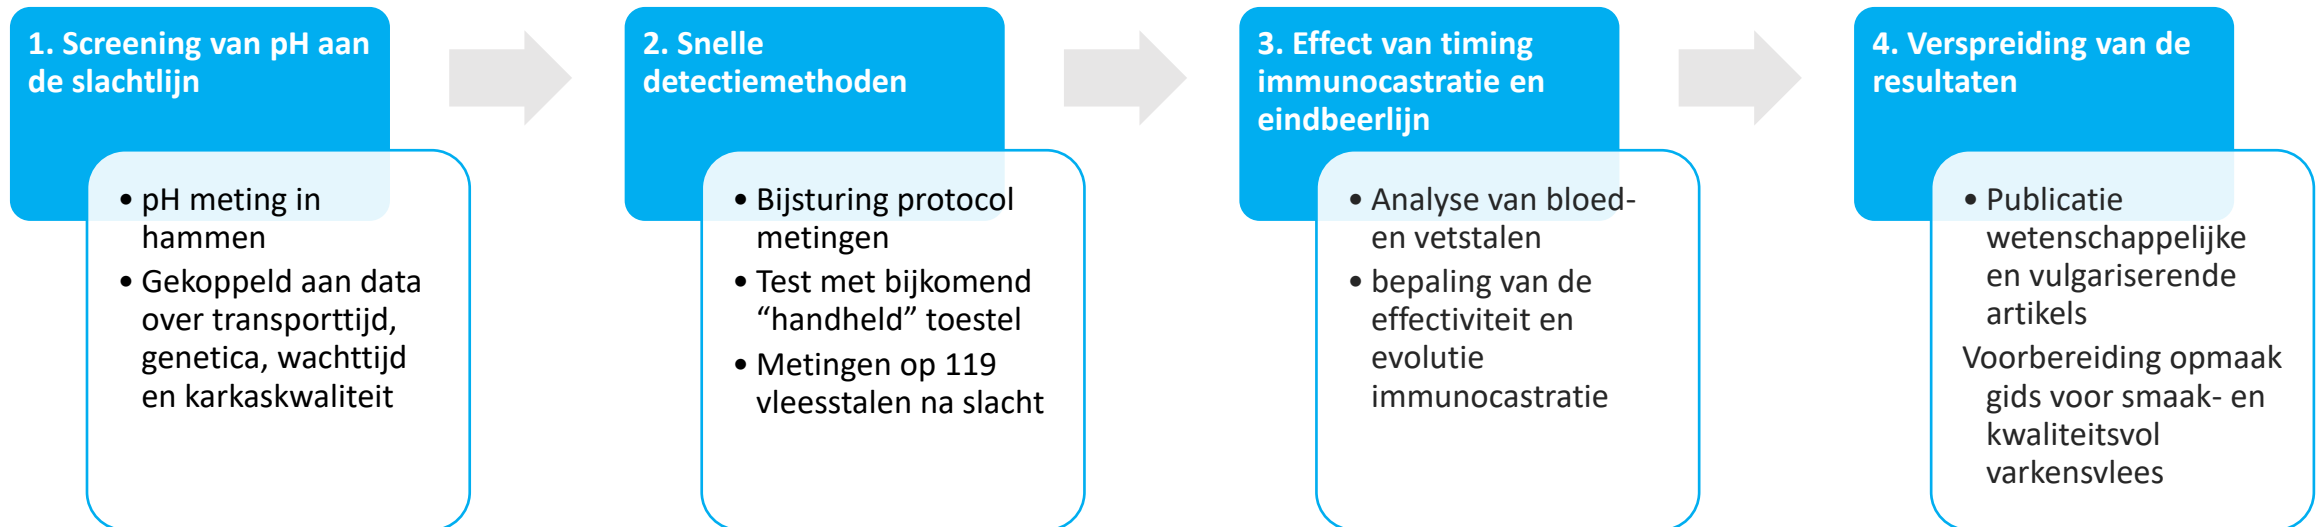 1. Screening van pH aan
de slachtlijn
• pH meting in
hammen
• Gekoppeld aan data
over transporttijd,
genetica, wachttijd
en karkaskwaliteit
2. Snelle
detectiemethoden
• Bijsturing protocol
metingen
• Test met bijkomend
“handheld” toestel
• Metingen op 119
vleesstalen na slacht
3. Effect van timing
immunocastratie en
eindbeerlijn
• Analyse van bloed-
en vetstalen
• bepaling van de
effectiviteit en
evolutie
immunocastratie
4. Verspreiding van de
resultaten
• Publicatie
wetenschappelijke
en vulgariserende
artikels
Voorbereiding opmaak
gids voor smaak- en
kwaliteitsvol
varkensvlees